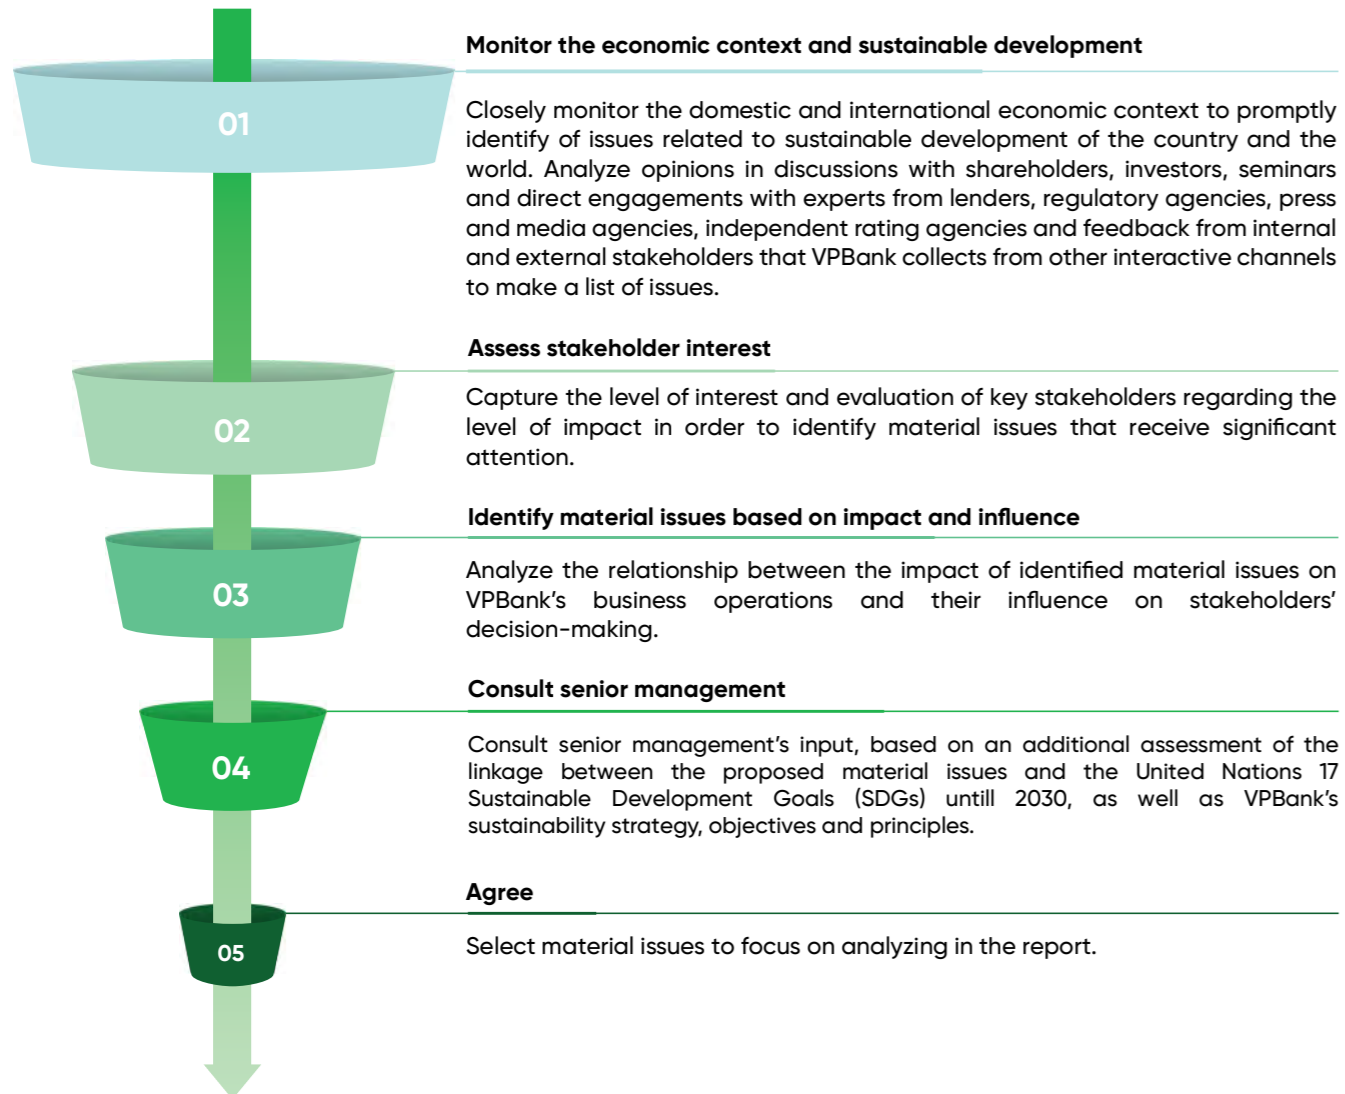 Monitor the economic context and sustainable development
01
Closely monitor the domestic and international economic context to promptly
identify of issues related to sustainable development of the country and the
world. Analyze opinions in discussions with shareholders, investors, seminars
and direct engagements with experts from lenders, regulatory agencies, press
and media agencies, independent rating agencies and feedback from internal
and external stakeholders that VPBank collects from other interactive channels
to make a list of issues.
Assess stakeholder interest
02
Capture the level of interest and evaluation of key stakeholders regarding the
level of impact in order to identify material issues that receive significant
attention.
Identify material issues based on impact and influence
03
Analyze the relationship between the impact of identified material issues on
VPBank's business operations and their influence on stakeholders'
decision-making.
Consult senior management
04
Consult senior management's input, based on an additional assessment of the
linkage between the proposed material issues and the United Nations 17
Sustainable Development Goals (SDGs) untill 2030, as well as VPBank's
sustainability strategy, objectives and principles.
Agree
05
Select material issues to focus on analyzing in the report.